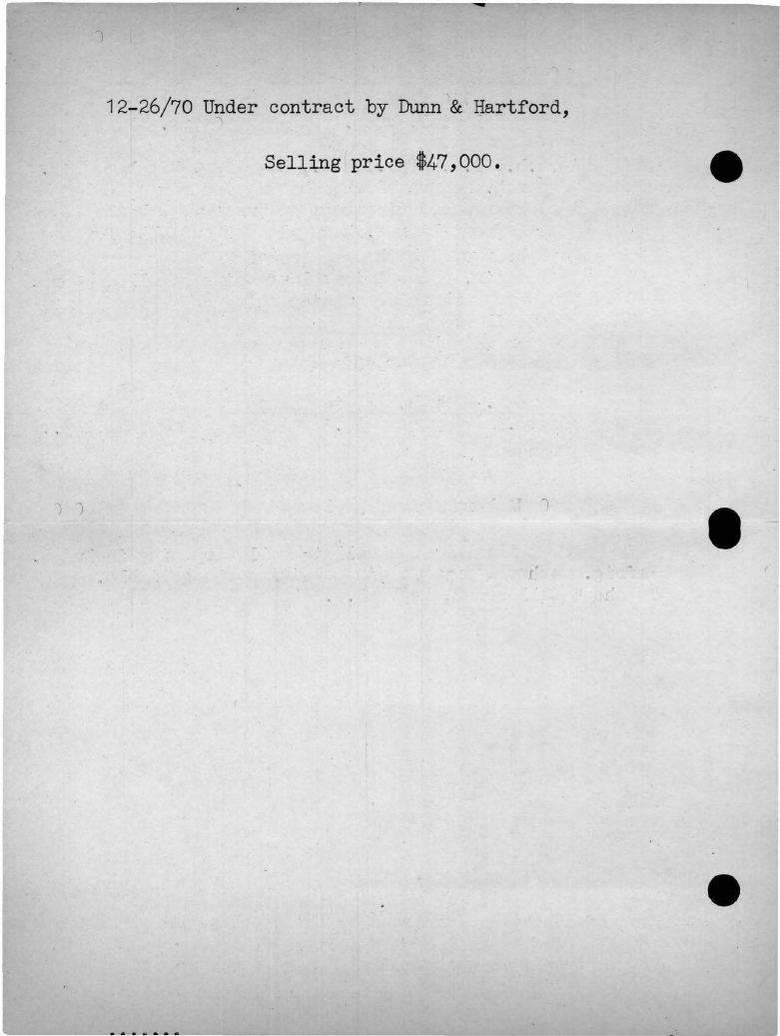 12-26/70 Under contract by Dunn & Hartford,
Selling price $47,000.